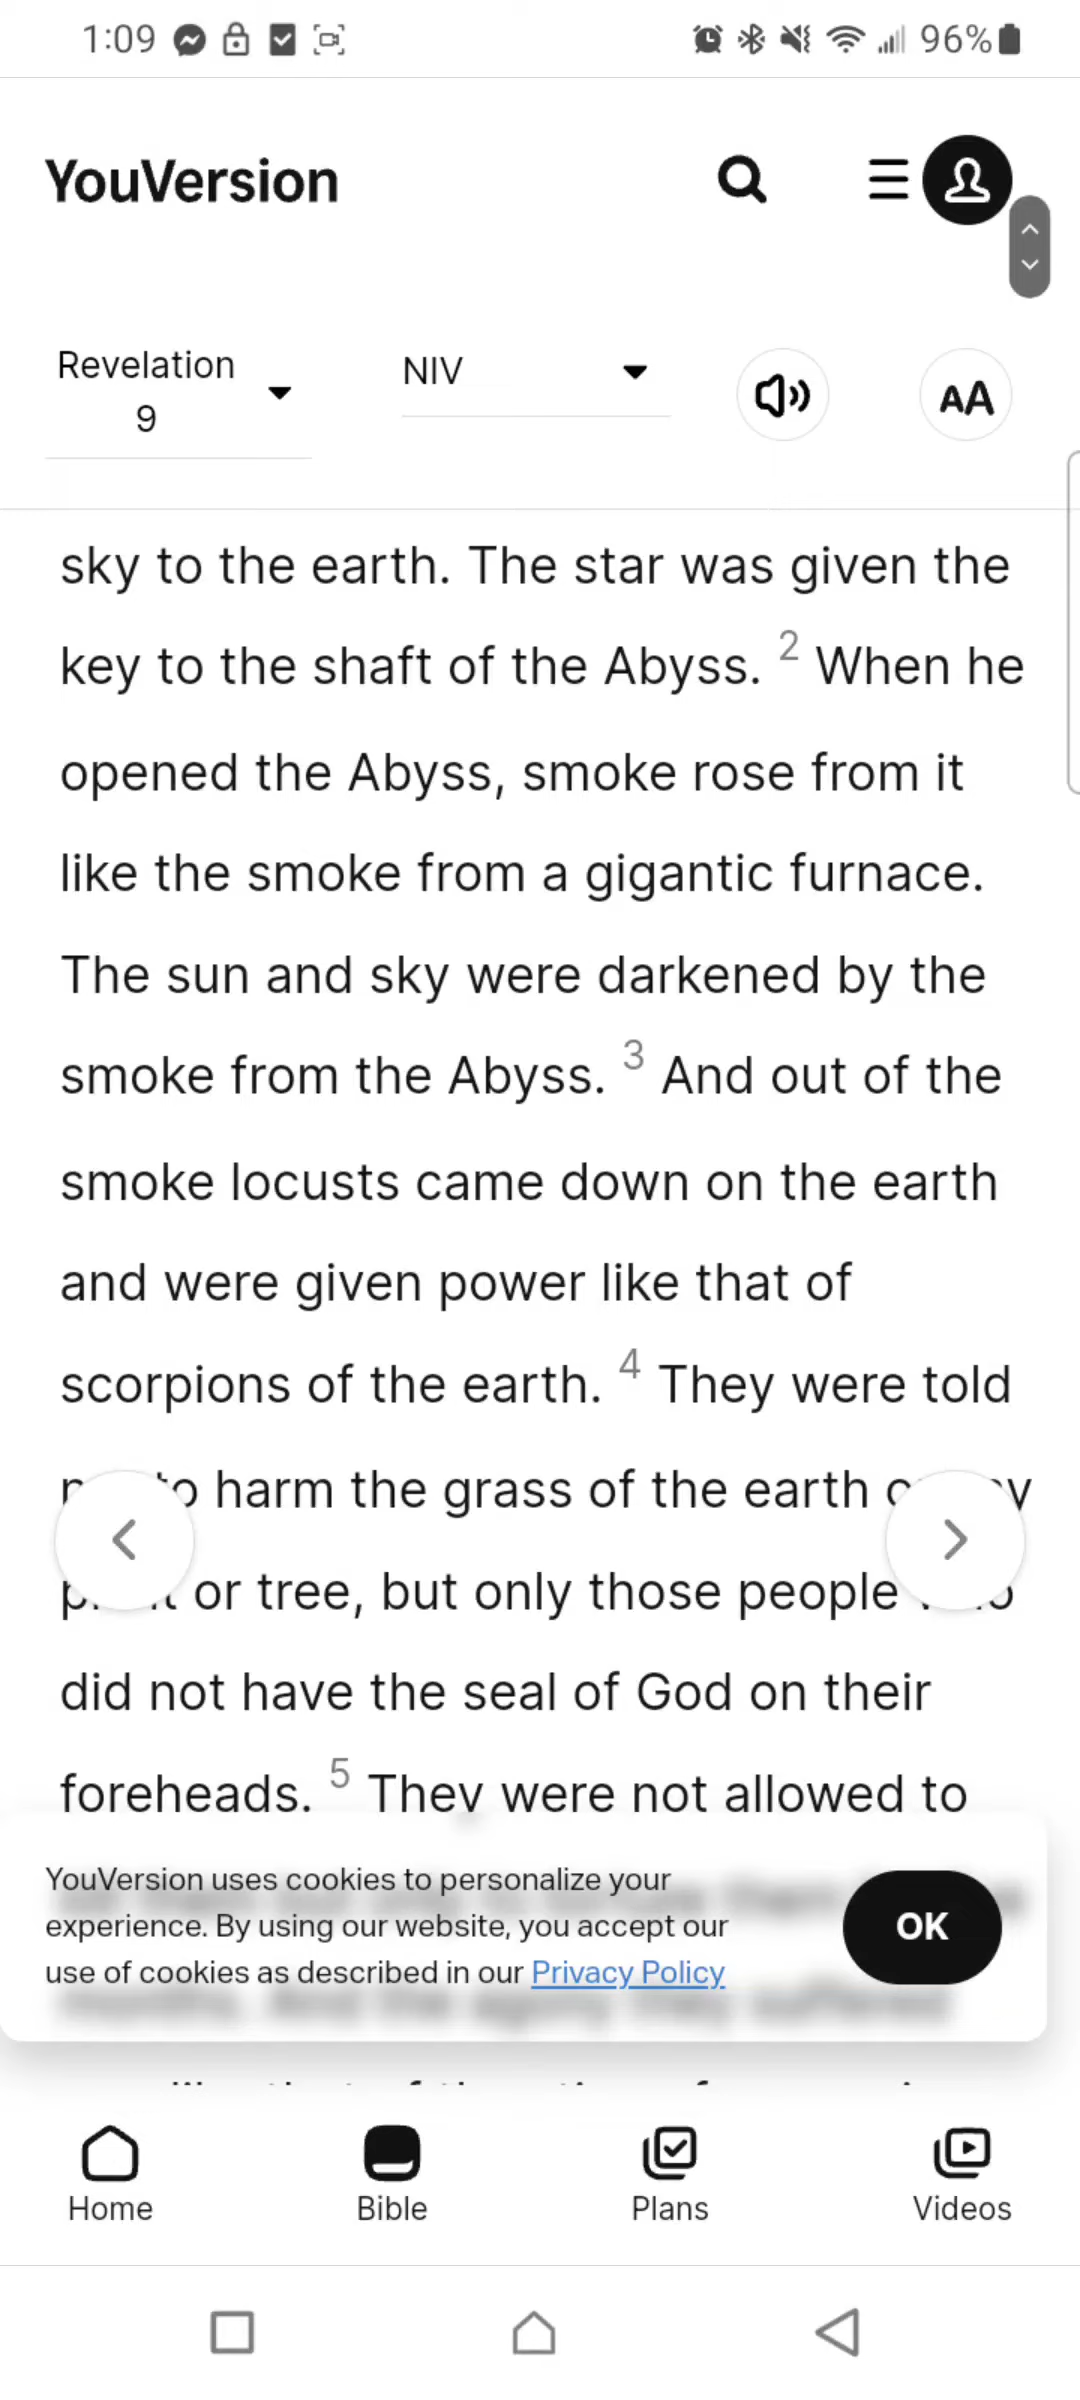 1:09 96%
YouVersion
Revelation
9
NIV
AA
sky to the earth. The star was given the
key to the shaft of the Abyss. 2 When he
opened the Abyss, smoke rose from it
like the smoke from a gigantic furnace.
The sun and sky were darkened by the
smoke from the Abyss. 3 And out of the
smoke locusts came down on the earth
and were given power like that of
scorpions of the earth. 4 They were told
harm the grass of the earth
or tree, but only those people
did not have the seal of God on their
foreheads. 5 They were not allowed to
YouVersion uses cookies to personalize your
experience. By using our website, you accept our
use of cookies as described in our Privacy Policy
OK
Home Bible Plans Videos